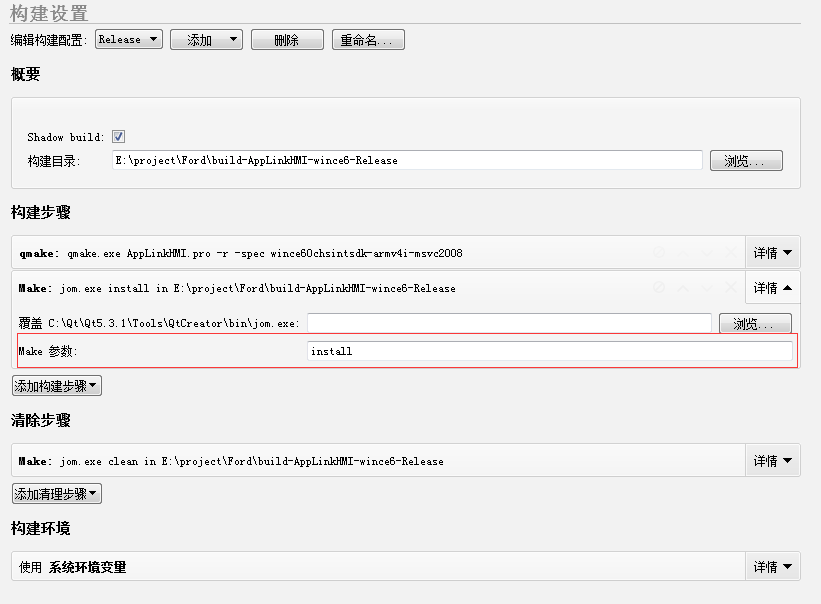 构建设置
编辑构建配置: Release 添加 删除 重命名...
概要
Shadow build:
构建目录: E:\project\Ford\build-AppLinkHMI-wince6-Release 浏览...
构建步骤
qmake: qmake.exe AppLinkHMI.pro -r -spec wince60chsintsdk-armv4i-msvc2008 详情
Make: jom.exe install in E:\project\Ford\build-AppLinkHMI-wince6-Release 详情
覆盖 C:\Qt\Qt5.3.1\Tools\QtCreator\bin\jom.exe: 浏览...
Make 参数: install
添加构建步骤
清除步骤
Make: jom.exe clean in E:\project\Ford\build-AppLinkHMI-wince6-Release 详情
添加清理步骤
构建环境
使用 系统环境变量 详情